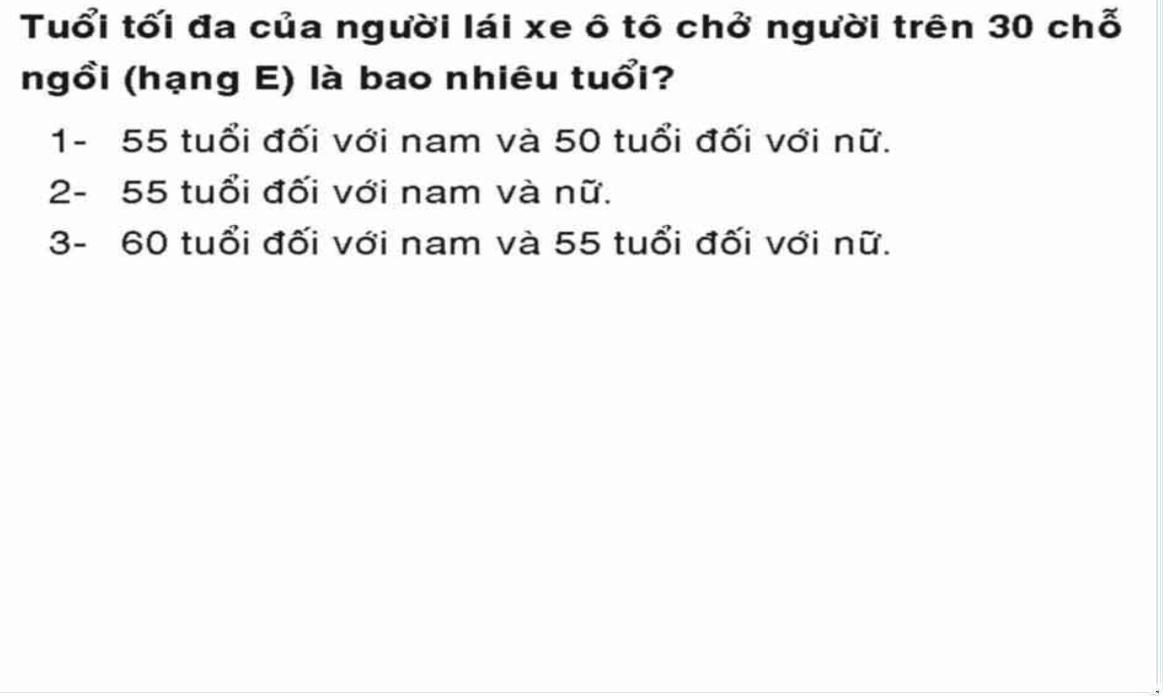 Tuổi tối đa của người lái xe ô tô chở người trên 30 chỗ
ngồi (hạng E) là bao nhiêu tuổi?
1- 55 tuổi đối với nam và 50 tuổi đối với nữ.
2- 55 tuổi đối với nam và nữ.
3- 60 tuổi đối với nam và 55 tuổi đối với nữ.